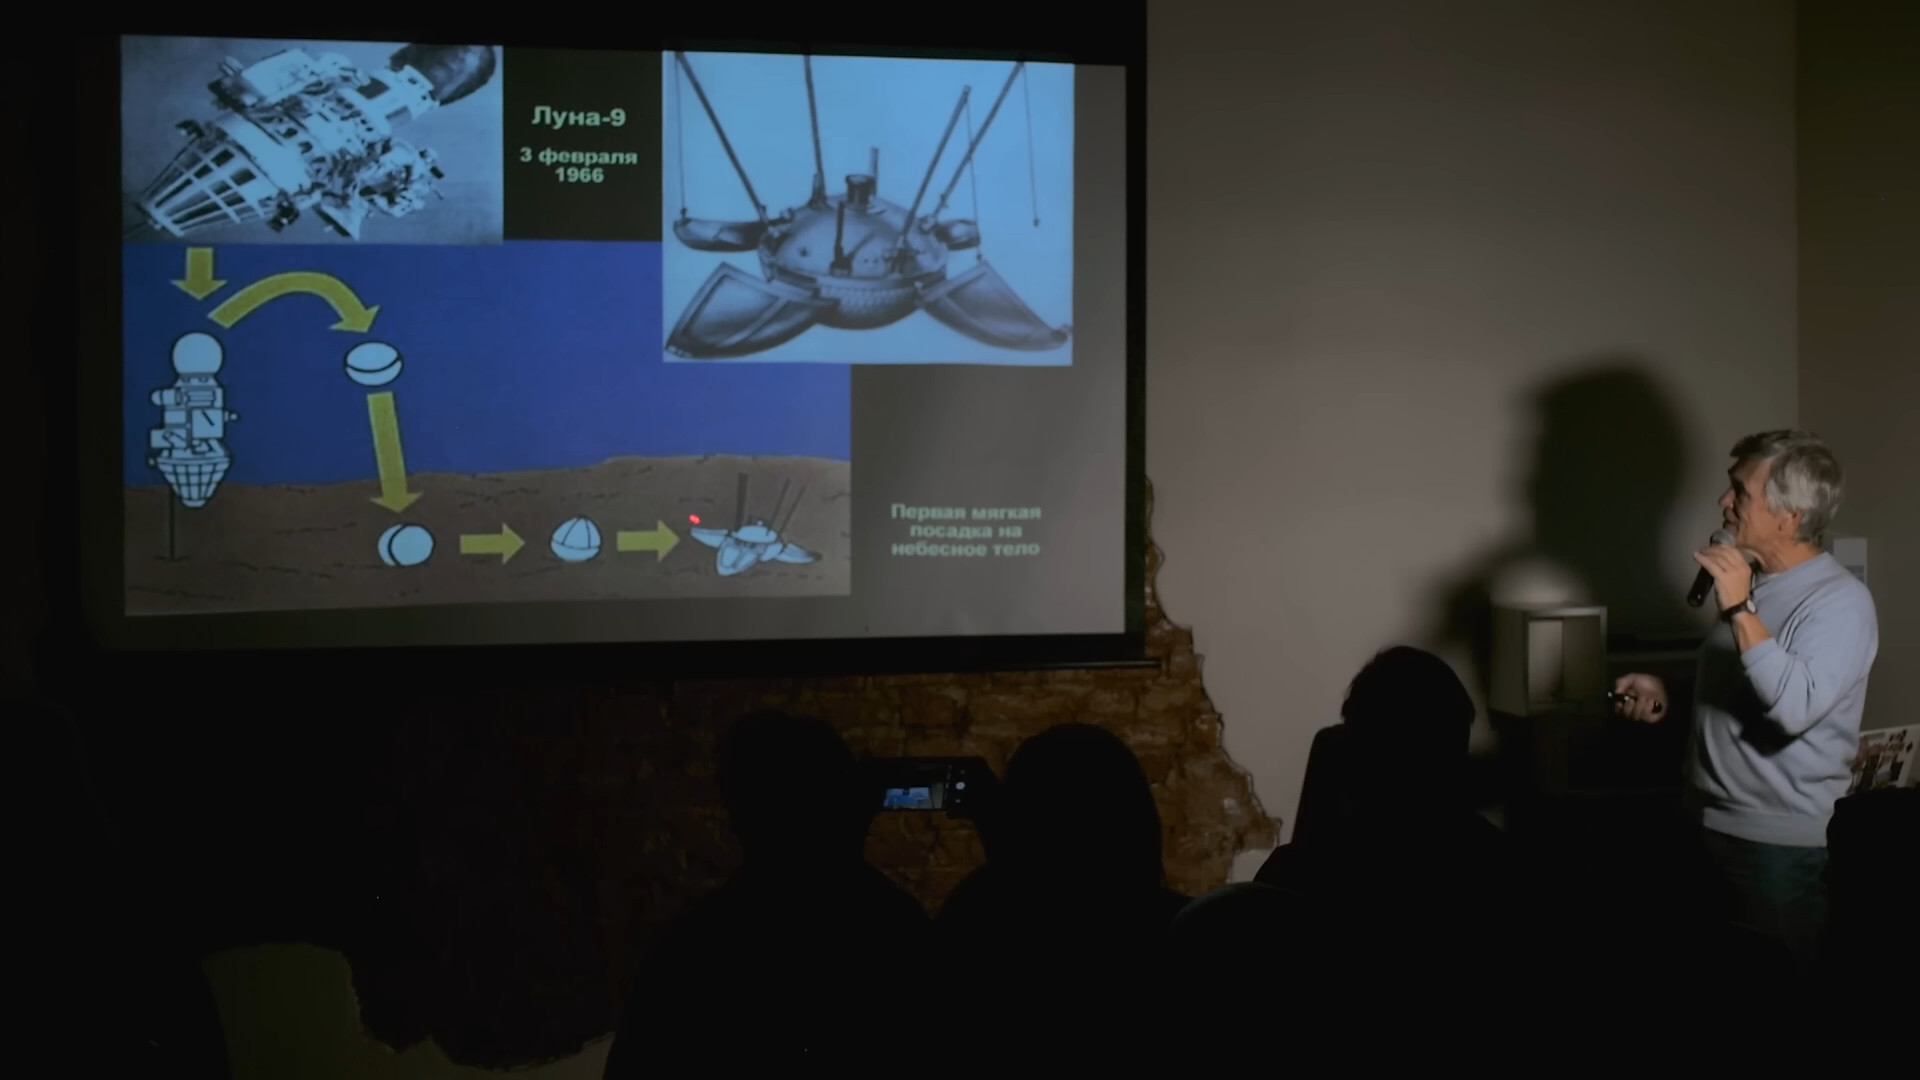 Луна-9
3 февраля
1966
Первая мягкая
посадка на
небесное тело